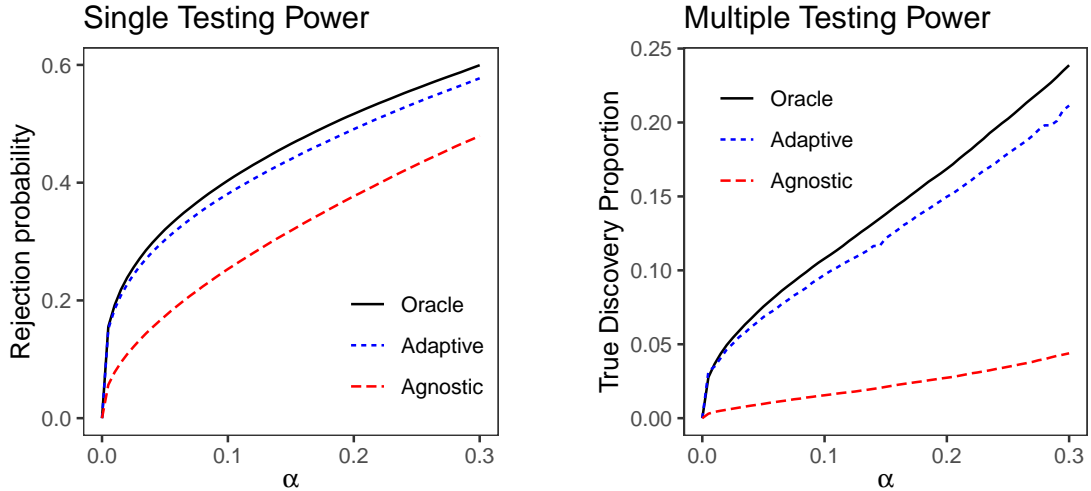 Single Testing Power
Rejection probability
0.6
0.4
0.2
0.0
Oracle
Adaptive
Agnostic
0.0 0.1 0.2 0.3
α
Multiple Testing Power
True Discovery Proportion
0.25
0.20
0.15
0.10
0.05
0.00
Oracle
Adaptive
Agnostic
0.0 0.1 0.2 0.3
α